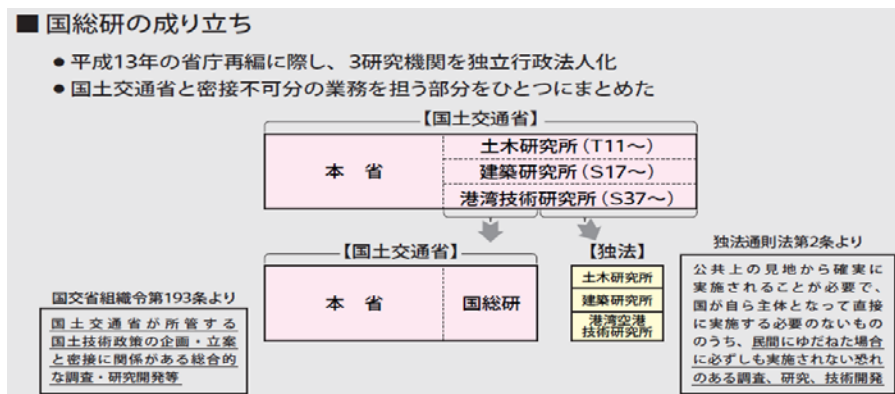 ■ 国総研の成り立ち
● 平成13年の省庁再編に際し、3研究機関を独立行政法人化
● 国土交通省と密接不可分の業務を担う部分をひとつにまとめた
【国土交通省】
本 省
土木研究所（T11～）
建築研究所（S17～）
港湾技術研究所（S37～）
【国土交通省】
本 省
国総研
【独法】
土木研究所
建築研究所
港湾空港
技術研究所
国交省組織令第193条より
国土交通省が所管する
国土技術政策の企画・立案
と密接に関係がある総合的
な調査・研究開発等
独法通則法第2条より
公共上の見地から確実に
実施されることが必要で、
国が自ら主体となって直接
に実施する必要のないもの
のうち、民間にゆだねた場合
に必ずしも実施されない恐れ
のある調査、研究、技術開発